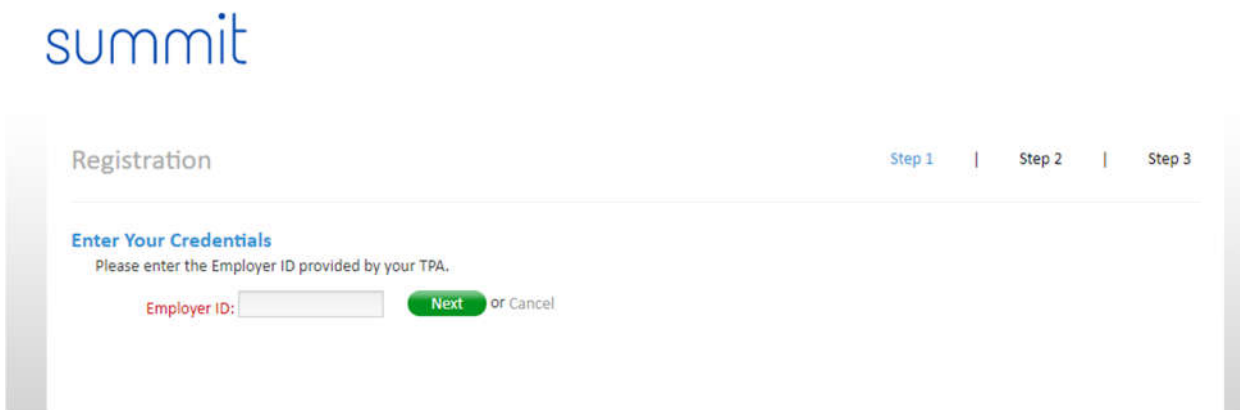 summit
Registration
Step 1 | Step 2 | Step 3
Enter Your Credentials
Please enter the Employer ID provided by your TPA.
Employer ID: Next or Cancel